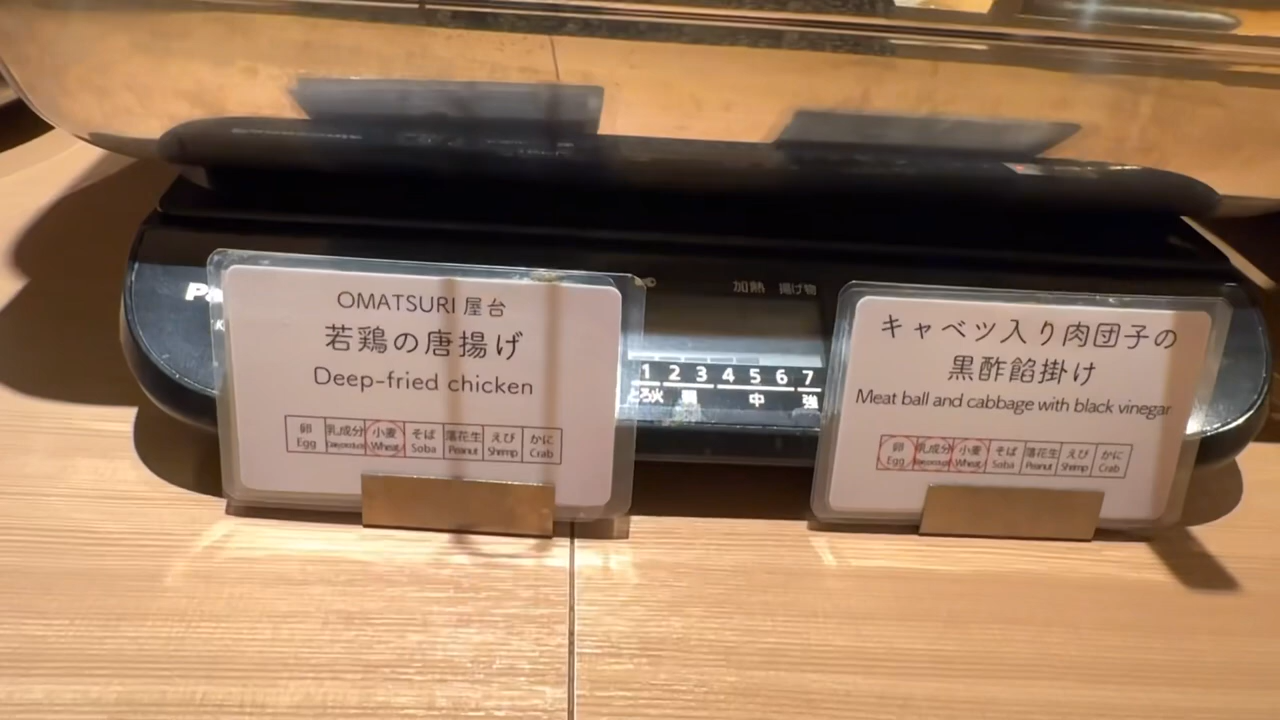 加熱 揚げ物
Pa
1 2 3 4 5 6 7
とろ火 弱 中 強
OMATSURI 屋台
若鶏の唐揚げ
Deep-fried chicken
卵 乳成分 小麦 そば 落花生 えび かに
Egg Wheat Soba Peanut Shrimp Crab
キャベツ入り肉団子の
黒酢餡掛け
Meat ball and cabbage with black vinegar
卵 乳成分 小麦 そば 落花生 えび かに
Egg Wheat Soba Peanut Shrimp Crab